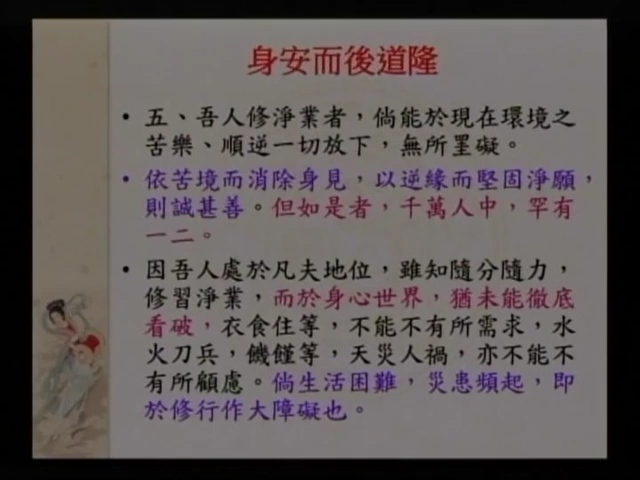 身安而後道隆
• 五、吾人修淨業者，倘能於現在環境之
苦樂、順逆一切放下，無所罣礙。
• 依苦境而消除身見，以逆緣而堅固淨願，
則誠甚善。但如是者，千萬人中，罕有
一二。
• 因吾人處於凡夫地位，雖知隨分隨力，
修習淨業，而於身心世界，猶未能徹底
看破，衣食住等，不能不有所需求，水
火刀兵，饑饉等，天災人禍，亦不能不
有所顧慮。倘生活困難，災患頻起，即
於修行作大障礙也。